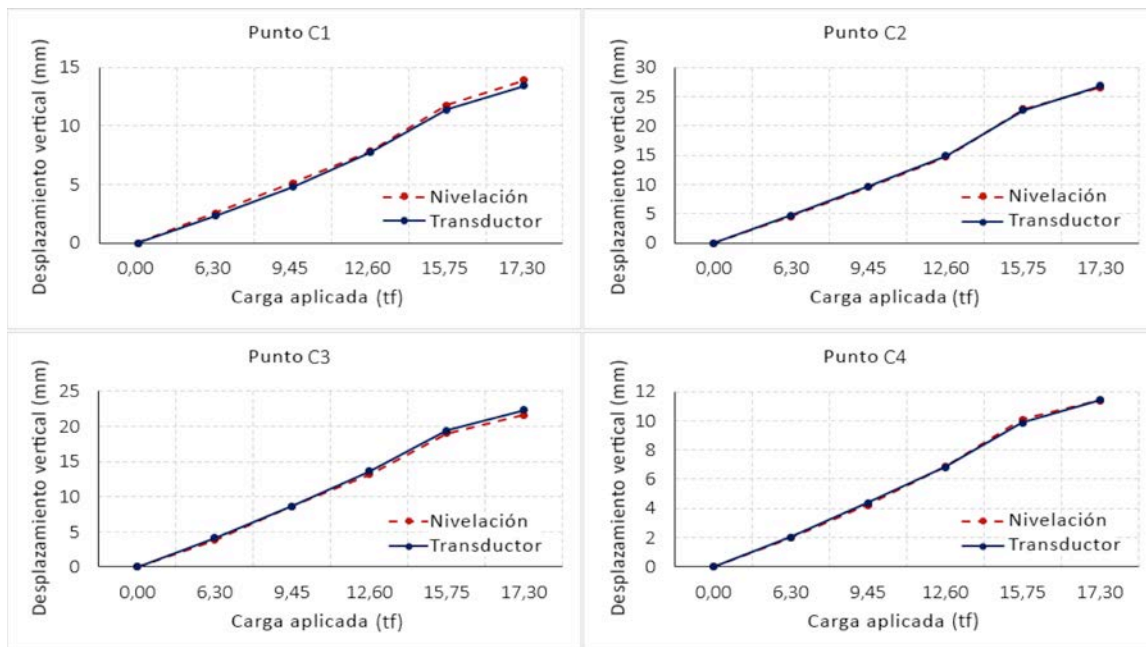 Punto C1
Desplazamiento vertical (mm)
15
10
5
0
Nivelación
Transductor
0,00 6,30 9,45 12,60 15,75 17,30
Carga aplicada (tf)
Punto C2
Desplazamiento vertical (mm)
30
25
20
15
10
5
0
Nivelación
Transductor
0,00 6,30 9,45 12,60 15,75 17,30
Carga aplicada (tf)
Punto C3
Desplazamiento vertical (mm)
25
20
15
10
5
0
Nivelación
Transductor
0,00 6,30 9,45 12,60 15,75 17,30
Carga aplicada (tf)
Punto C4
Desplazamiento vertical (mm)
12
10
8
6
4
2
0
Nivelación
Transductor
0,00 6,30 9,45 12,60 15,75 17,30
Carga aplicada (tf)